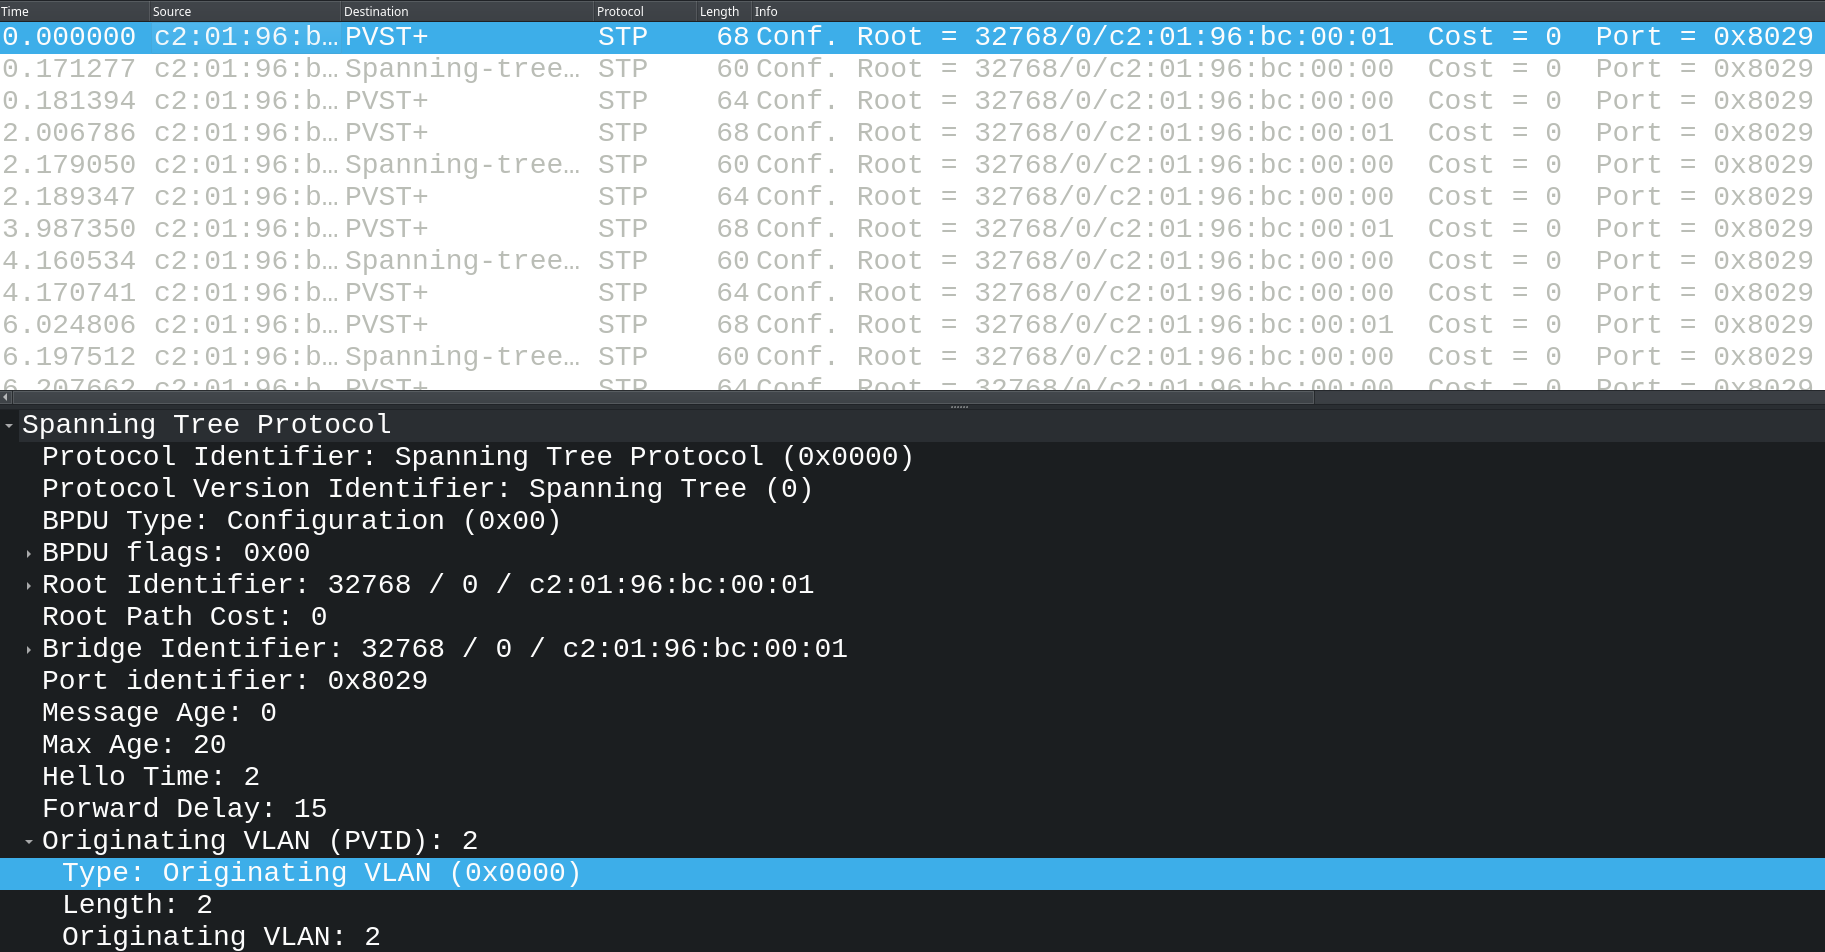 Time Source Destination Protocol Length Info
0.000000 c2:01:96:b… PVST+ STP 68 Conf. Root = 32768/0/c2:01:96:bc:00:01 Cost = 0 Port = 0x8029
0.171277 c2:01:96:b… Spanning-tree… STP 60 Conf. Root = 32768/0/c2:01:96:bc:00:00 Cost = 0 Port = 0x8029
0.181394 c2:01:96:b… PVST+ STP 64 Conf. Root = 32768/0/c2:01:96:bc:00:00 Cost = 0 Port = 0x8029
2.006786 c2:01:96:b… PVST+ STP 68 Conf. Root = 32768/0/c2:01:96:bc:00:01 Cost = 0 Port = 0x8029
2.179050 c2:01:96:b… Spanning-tree… STP 60 Conf. Root = 32768/0/c2:01:96:bc:00:00 Cost = 0 Port = 0x8029
2.189347 c2:01:96:b… PVST+ STP 64 Conf. Root = 32768/0/c2:01:96:bc:00:00 Cost = 0 Port = 0x8029
3.987350 c2:01:96:b… PVST+ STP 68 Conf. Root = 32768/0/c2:01:96:bc:00:01 Cost = 0 Port = 0x8029
4.160534 c2:01:96:b… Spanning-tree… STP 60 Conf. Root = 32768/0/c2:01:96:bc:00:00 Cost = 0 Port = 0x8029
4.170741 c2:01:96:b… PVST+ STP 64 Conf. Root = 32768/0/c2:01:96:bc:00:00 Cost = 0 Port = 0x8029
6.024806 c2:01:96:b… PVST+ STP 68 Conf. Root = 32768/0/c2:01:96:bc:00:01 Cost = 0 Port = 0x8029
6.197512 c2:01:96:b… Spanning-tree… STP 60 Conf. Root = 32768/0/c2:01:96:bc:00:00 Cost = 0 Port = 0x8029
6.207662 c2:01:96:b… PVST+ STP 64 Conf. Root = 32768/0/c2:01:96:bc:00:00 Cost = 0 Port = 0x8029
Spanning Tree Protocol
Protocol Identifier: Spanning Tree Protocol (0x0000)
Protocol Version Identifier: Spanning Tree (0)
BPDU Type: Configuration (0x00)
BPDU flags: 0x00
Root Identifier: 32768 / 0 / c2:01:96:bc:00:01
Root Path Cost: 0
Bridge Identifier: 32768 / 0 / c2:01:96:bc:00:01
Port identifier: 0x8029
Message Age: 0
Max Age: 20
Hello Time: 2
Forward Delay: 15
Originating VLAN (PVID): 2
Type: Originating VLAN (0x0000)
Length: 2
Originating VLAN: 2